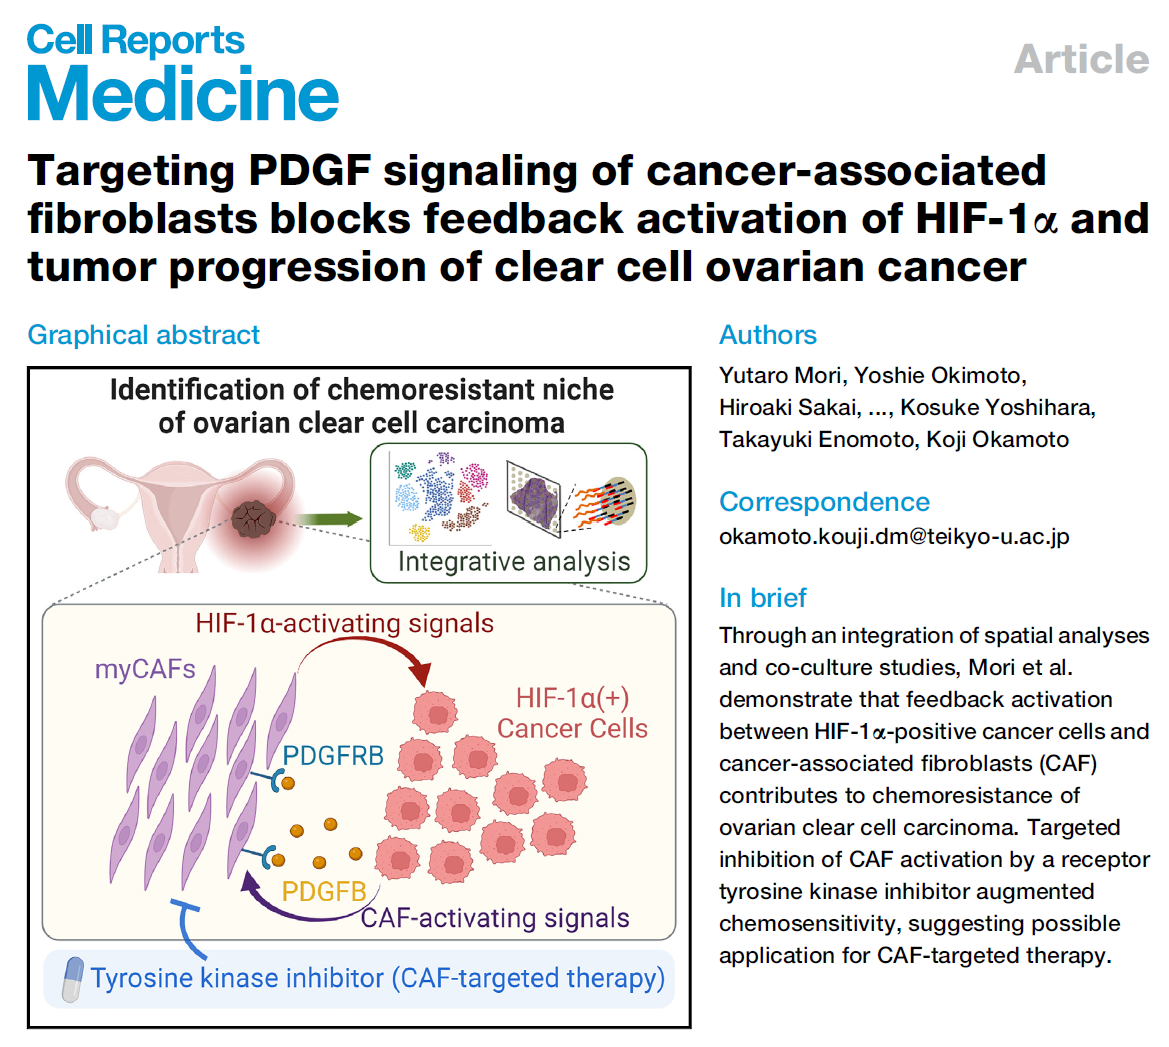 Cell Reports
Medicine
Article
Targeting PDGF signaling of cancer-associated
fibroblasts blocks feedback activation of HIF-1α and
tumor progression of clear cell ovarian cancer
Graphical abstract
Identification of chemoresistant niche
of ovarian clear cell carcinoma
Integrative analysis
HIF-1α-activating signals
myCAFs
HIF-1α(+)
Cancer Cells
PDGFRB
PDGFB
CAF-activating signals
Tyrosine kinase inhibitor (CAF-targeted therapy)
Authors
Yutaro Mori, Yoshie Okimoto,
Hiroaki Sakai, ..., Kosuke Yoshihara,
Takayuki Enomoto, Koji Okamoto
Correspondence
okamoto.kouji.dm@teikyo-u.ac.jp
In brief
Through an integration of spatial analyses
and co-culture studies, Mori et al.
demonstrate that feedback activation
between HIF-1α-positive cancer cells and
cancer-associated fibroblasts (CAF)
contributes to chemoresistance of
ovarian clear cell carcinoma. Targeted
inhibition of CAF activation by a receptor
tyrosine kinase inhibitor augmented
chemosensitivity, suggesting possible
application for CAF-targeted therapy.